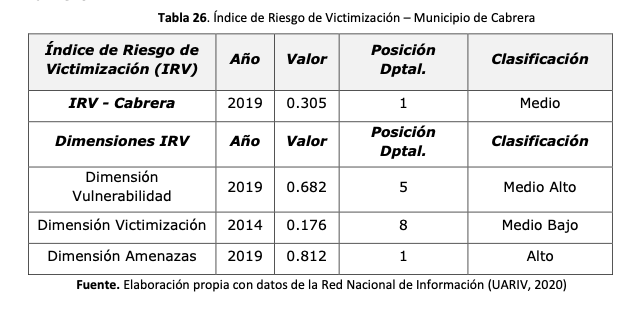 Tabla 26. Índice de Riesgo de Victimización – Municipio de Cabrera
Índice de Riesgo de Victimización (IRV) Año Valor Posición Dptal. Clasificación
IRV - Cabrera 2019 0.305 1 Medio
Dimensiones IRV Año Valor Posición Dptal. Clasificación
Dimensión Vulnerabilidad 2019 0.682 5 Medio Alto
Dimensión Victimización 2014 0.176 8 Medio Bajo
Dimensión Amenazas 2019 0.812 1 Alto
Fuente. Elaboración propia con datos de la Red Nacional de Información (UARIV, 2020)